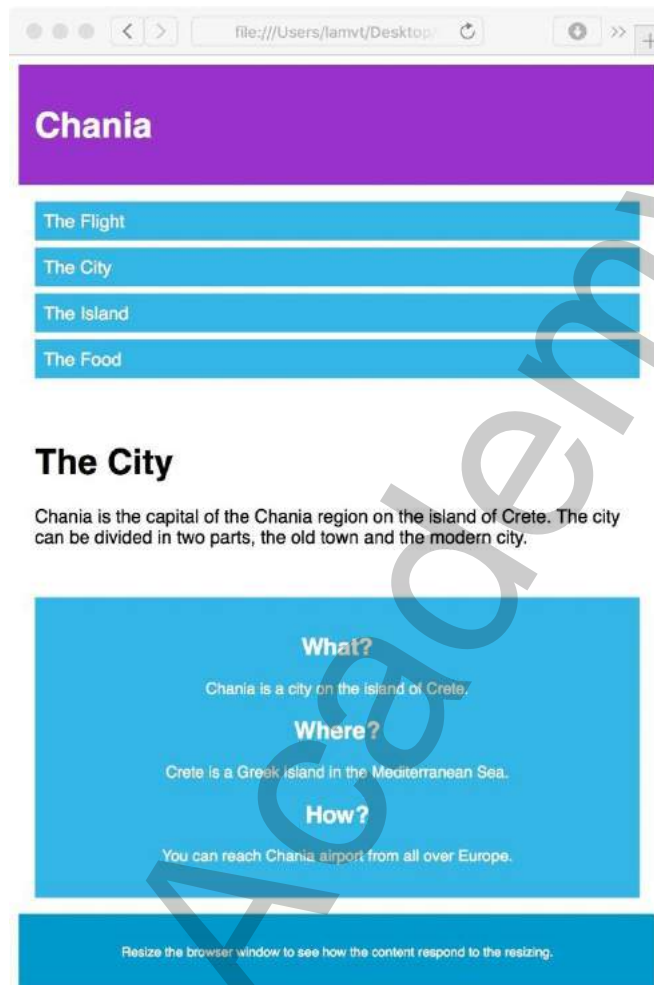 file:///Users/lamvt/Desktop/
Chania
The Flight
The City
The Island
The Food
The City
Chania is the capital of the Chania region on the island of Crete. The city
can be divided in two parts, the old town and the modern city.
What?
Chania is a city on the island of Crete.
Where?
Crete is a Greek island in the Mediterranean Sea.
How?
You can reach Chania airport from all over Europe.
Resize the browser window to see how the content respond to the resizing.
Academy